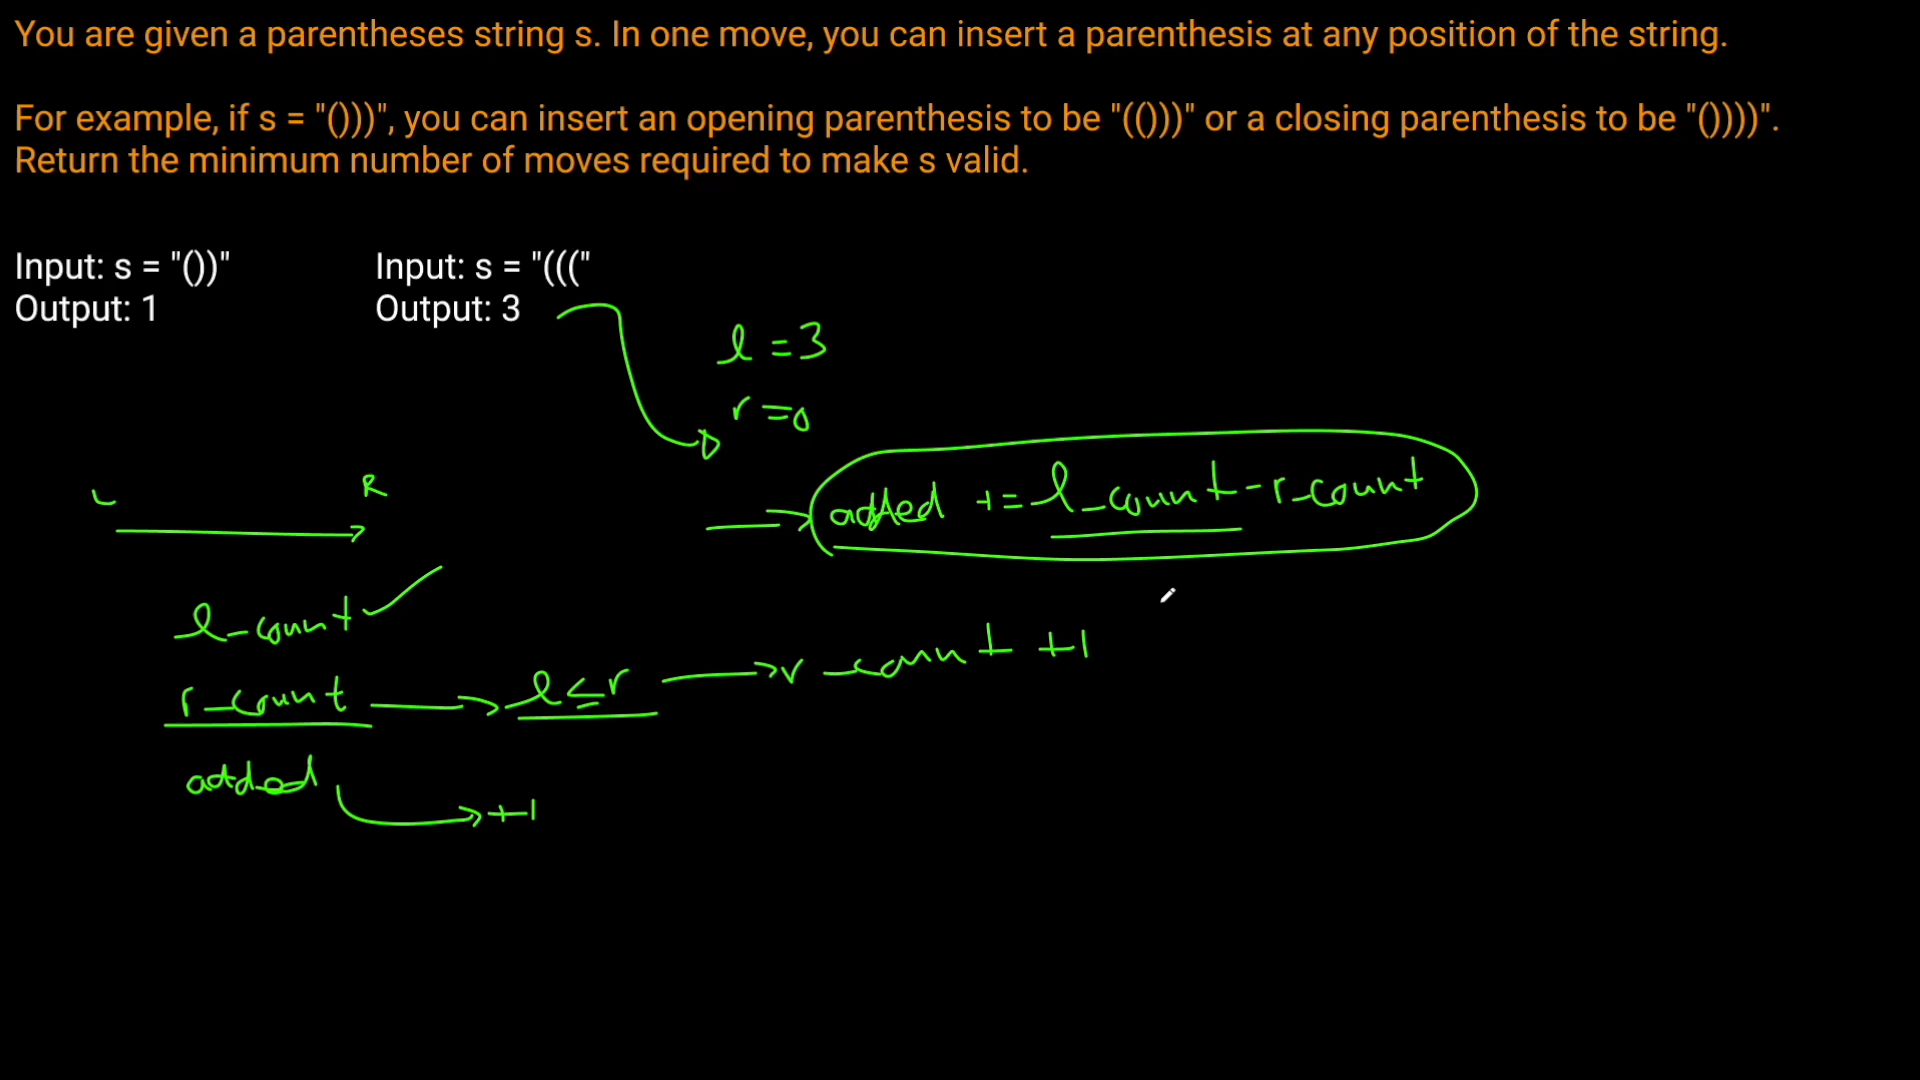 You are given a parentheses string s. In one move, you can insert a parenthesis at any position of the string.
For example, if s = "()))", you can insert an opening parenthesis to be "(()))" or a closing parenthesis to be "())))".
Return the minimum number of moves required to make s valid.
Input: s = "())"
Output: 1
Input: s = "((("
Output: 3
l = 3
r = 0
L R
added += l_count - r_count
l_count
r_count l ≤ r r_count +1
added +1